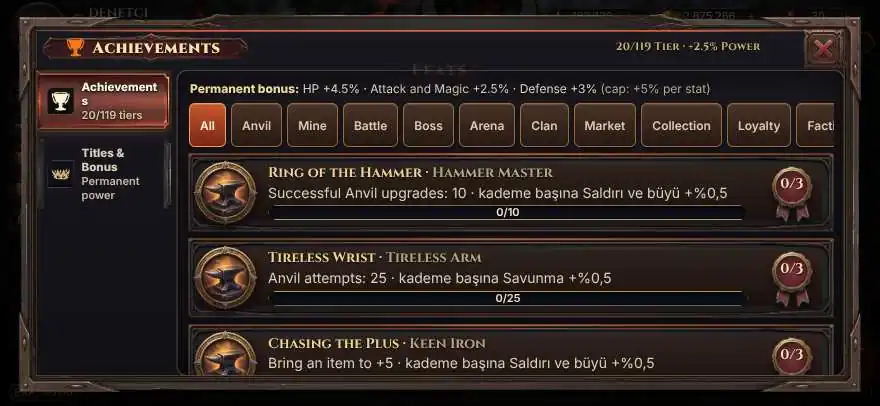 DENETCI
ACHIEVEMENTS
20/119 TIER · +2.5% POWER
FEATS
Achievement
s
20/119 tiers
Titles &
Bonus
Permanent
power
Permanent bonus: HP +4.5% · Attack and Magic +2.5% · Defense +3% (cap: +5% per stat)
All Anvil Mine Battle Boss Arena Clan Market Collection Loyalty Facti
RING OF THE HAMMER · HAMMER MASTER
Successful Anvil upgrades: 10 · kademe başına Saldırı ve büyü +%0,5
0/10
0/3
TIRELESS WRIST · TIRELESS ARM
Anvil attempts: 25 · kademe başına Savunma +%0,5
0/25
0/3
CHASING THE PLUS · KEEN IRON
Bring an item to +5 · kademe başına Saldırı ve büyü +%0,5
0/3